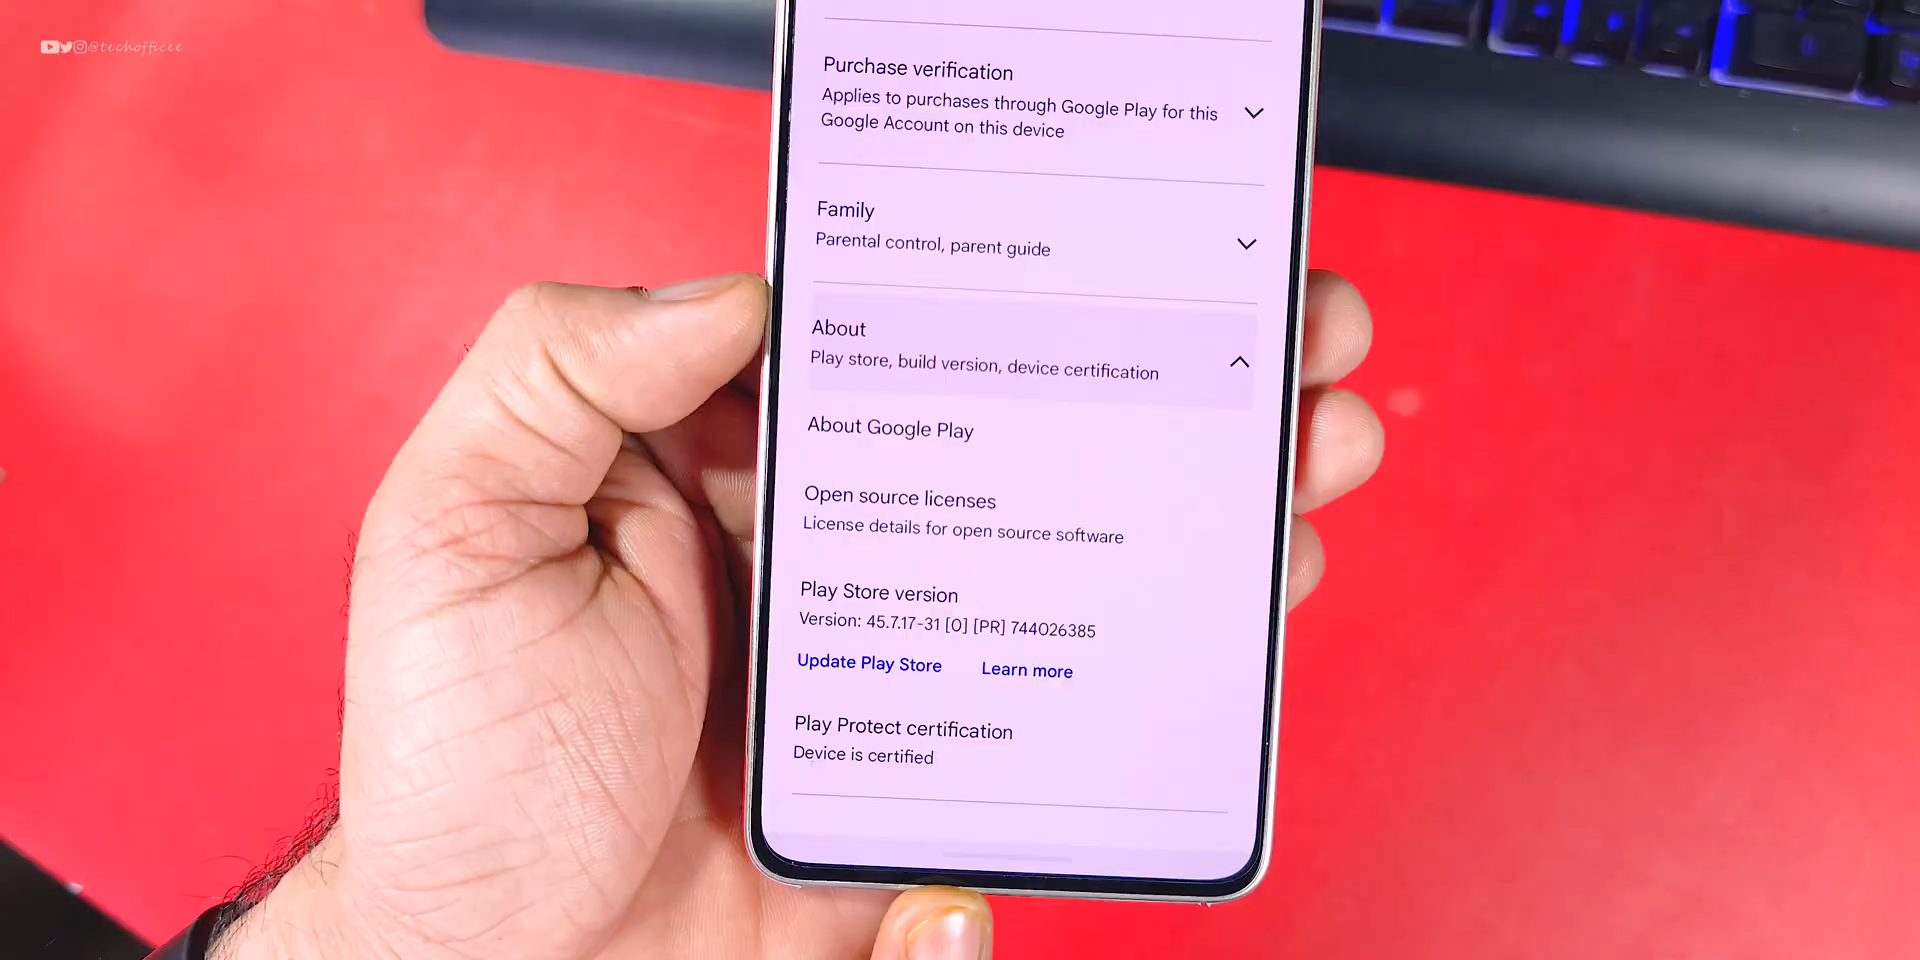 @techofficee
Purchase verification
Applies to purchases through Google Play for this
Google Account on this device
Family
Parental control, parent guide
About
Play store, build version, device certification
About Google Play
Open source licenses
License details for open source software
Play Store version
Version: 45.7.17-31 [0] [PR] 744026385
Update Play Store
Learn more
Play Protect certification
Device is certified